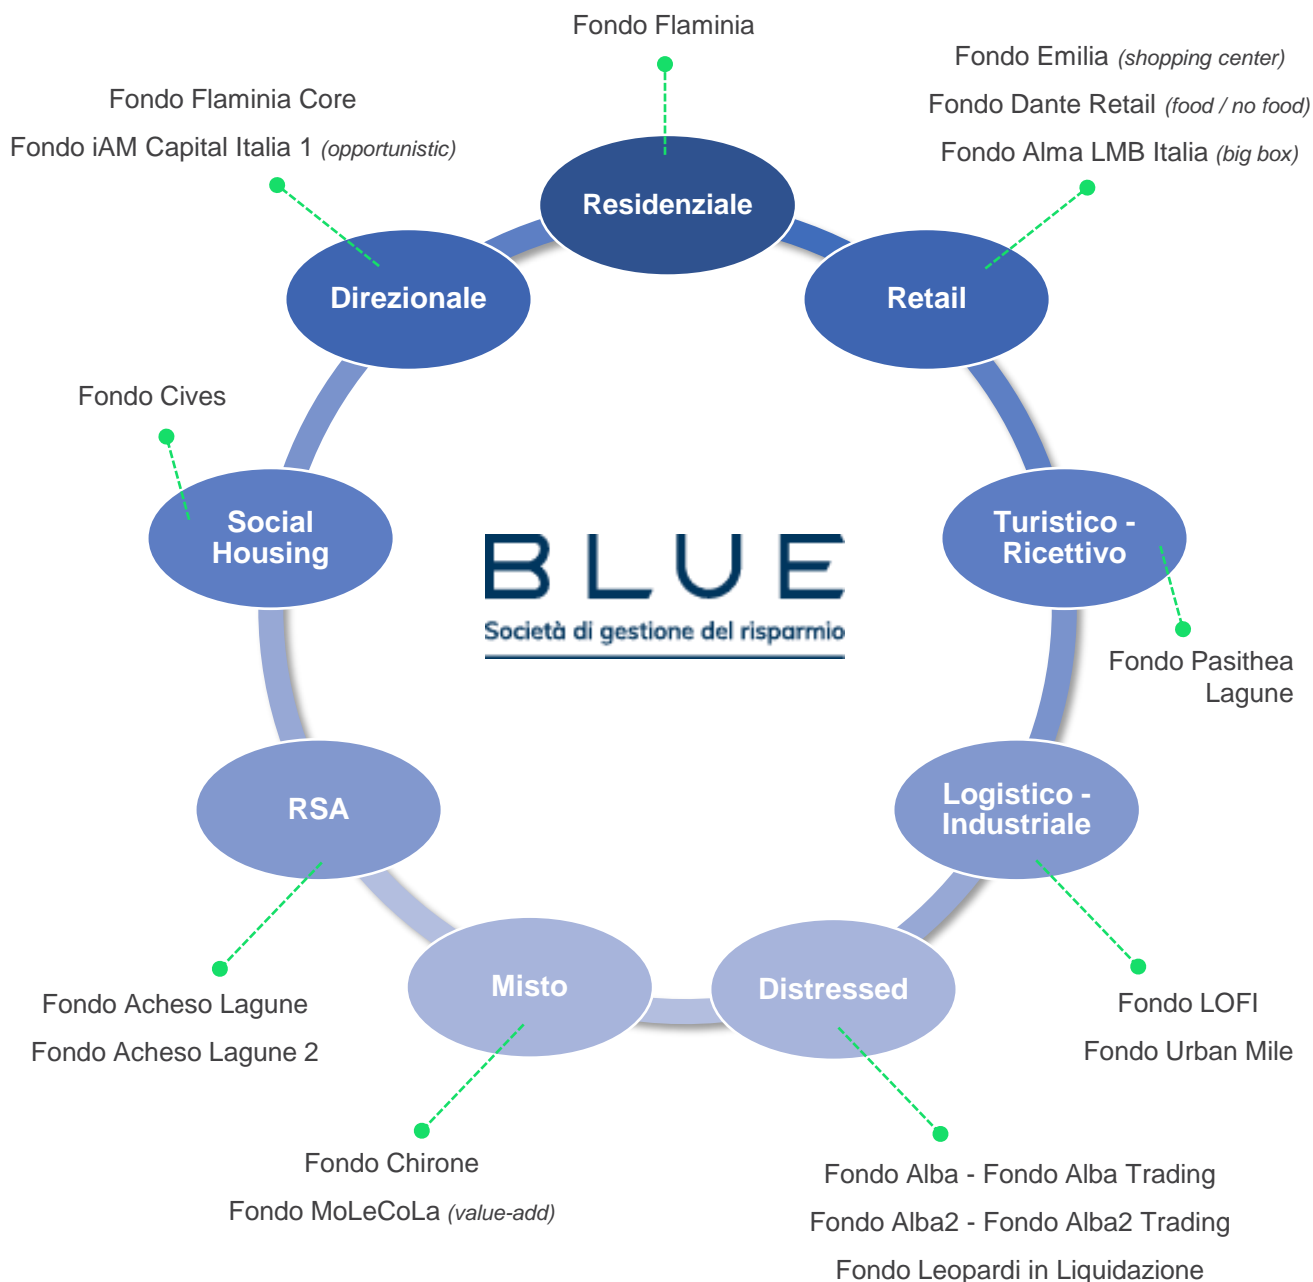 Fondo Flaminia
Fondo Emilia (shopping center)
Fondo Dante Retail (food / no food)
Fondo Alma LMB Italia (big box)
Fondo Flaminia Core
Fondo iAM Capital Italia 1 (opportunistic)
Residenziale
Direzionale
Retail
Fondo Cives
Social
Housing
Turistico -
Ricettivo
BLUE
Società di gestione del risparmio
Fondo Pasithea
Lagune
RSA
Logistico -
Industriale
Misto
Distressed
Fondo Acheso Lagune
Fondo Acheso Lagune 2
Fondo LOFI
Fondo Urban Mile
Fondo Chirone
Fondo MoLeCoLa (value-add)
Fondo Alba - Fondo Alba Trading
Fondo Alba2 - Fondo Alba2 Trading
Fondo Leopardi in Liquidazione